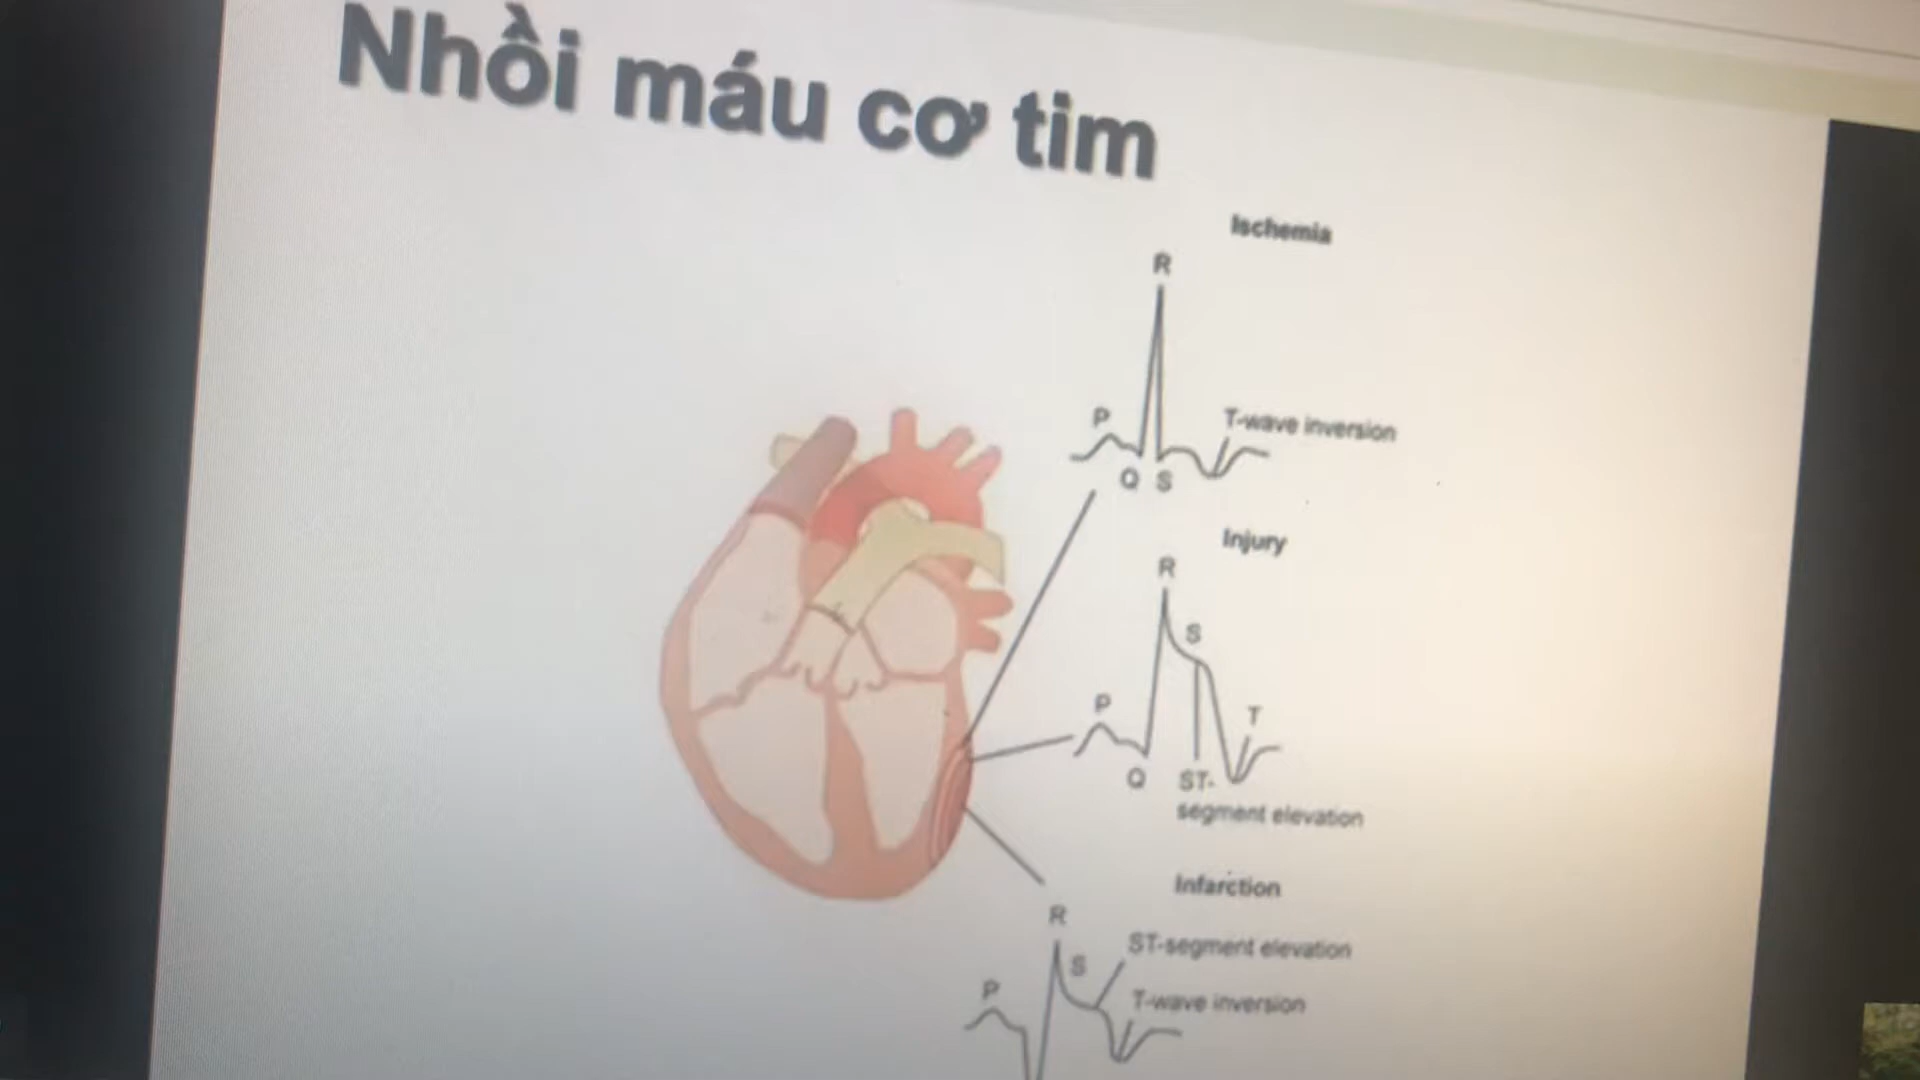 Nhồi máu cơ tim
Ischemia
R
P
T-wave inversion
Q S
Injury
R
S
P
T
Q
ST-
segment elevation
Infarction
R
ST-segment elevation
S
P
T-wave inversion